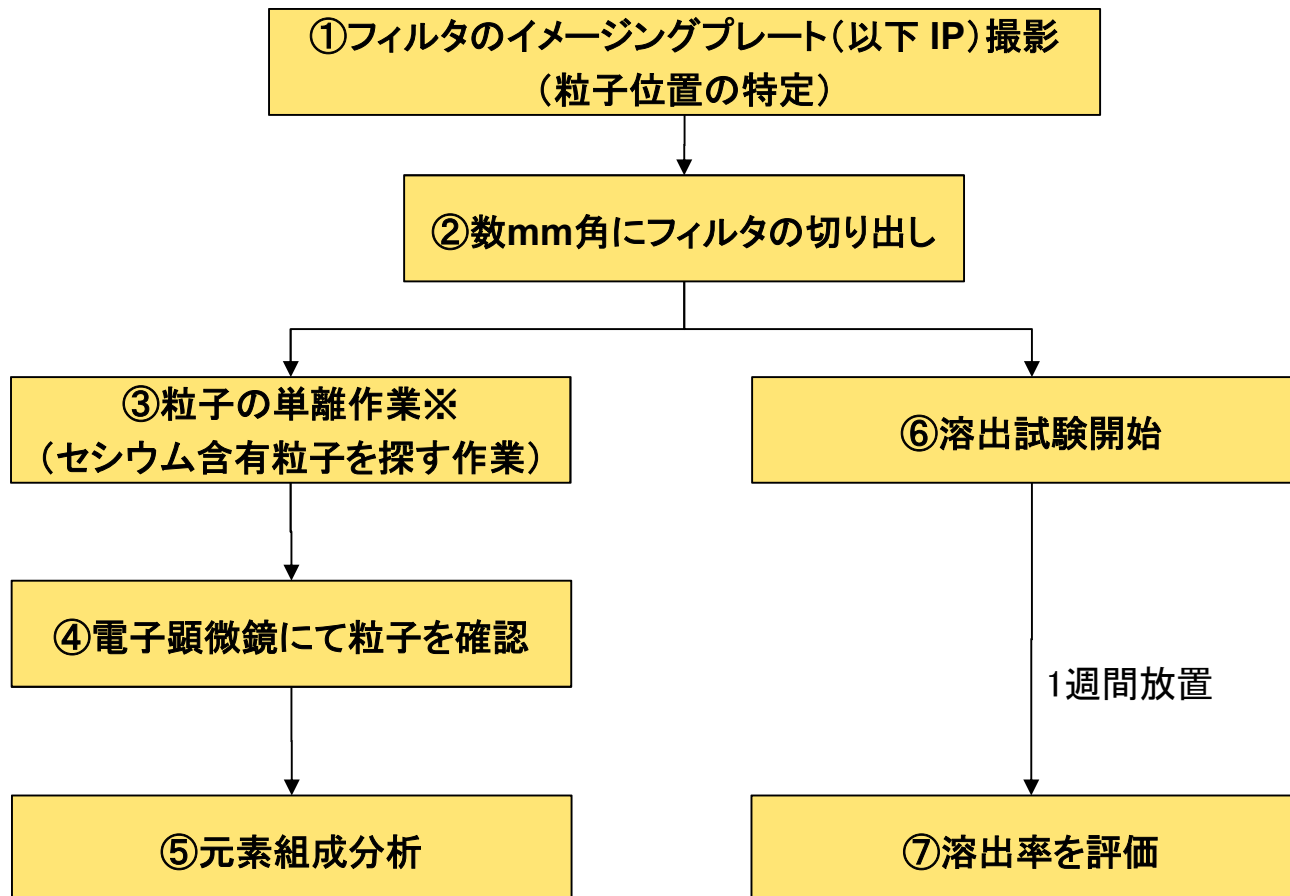 ①フィルタのイメージングプレート（以下 IP）撮影
（粒子位置の特定）
②数mm角にフィルタの切り出し
③粒子の単離作業※
（セシウム含有粒子を探す作業）
⑥溶出試験開始
④電子顕微鏡にて粒子を確認
1週間放置
⑤元素組成分析
⑦溶出率を評価